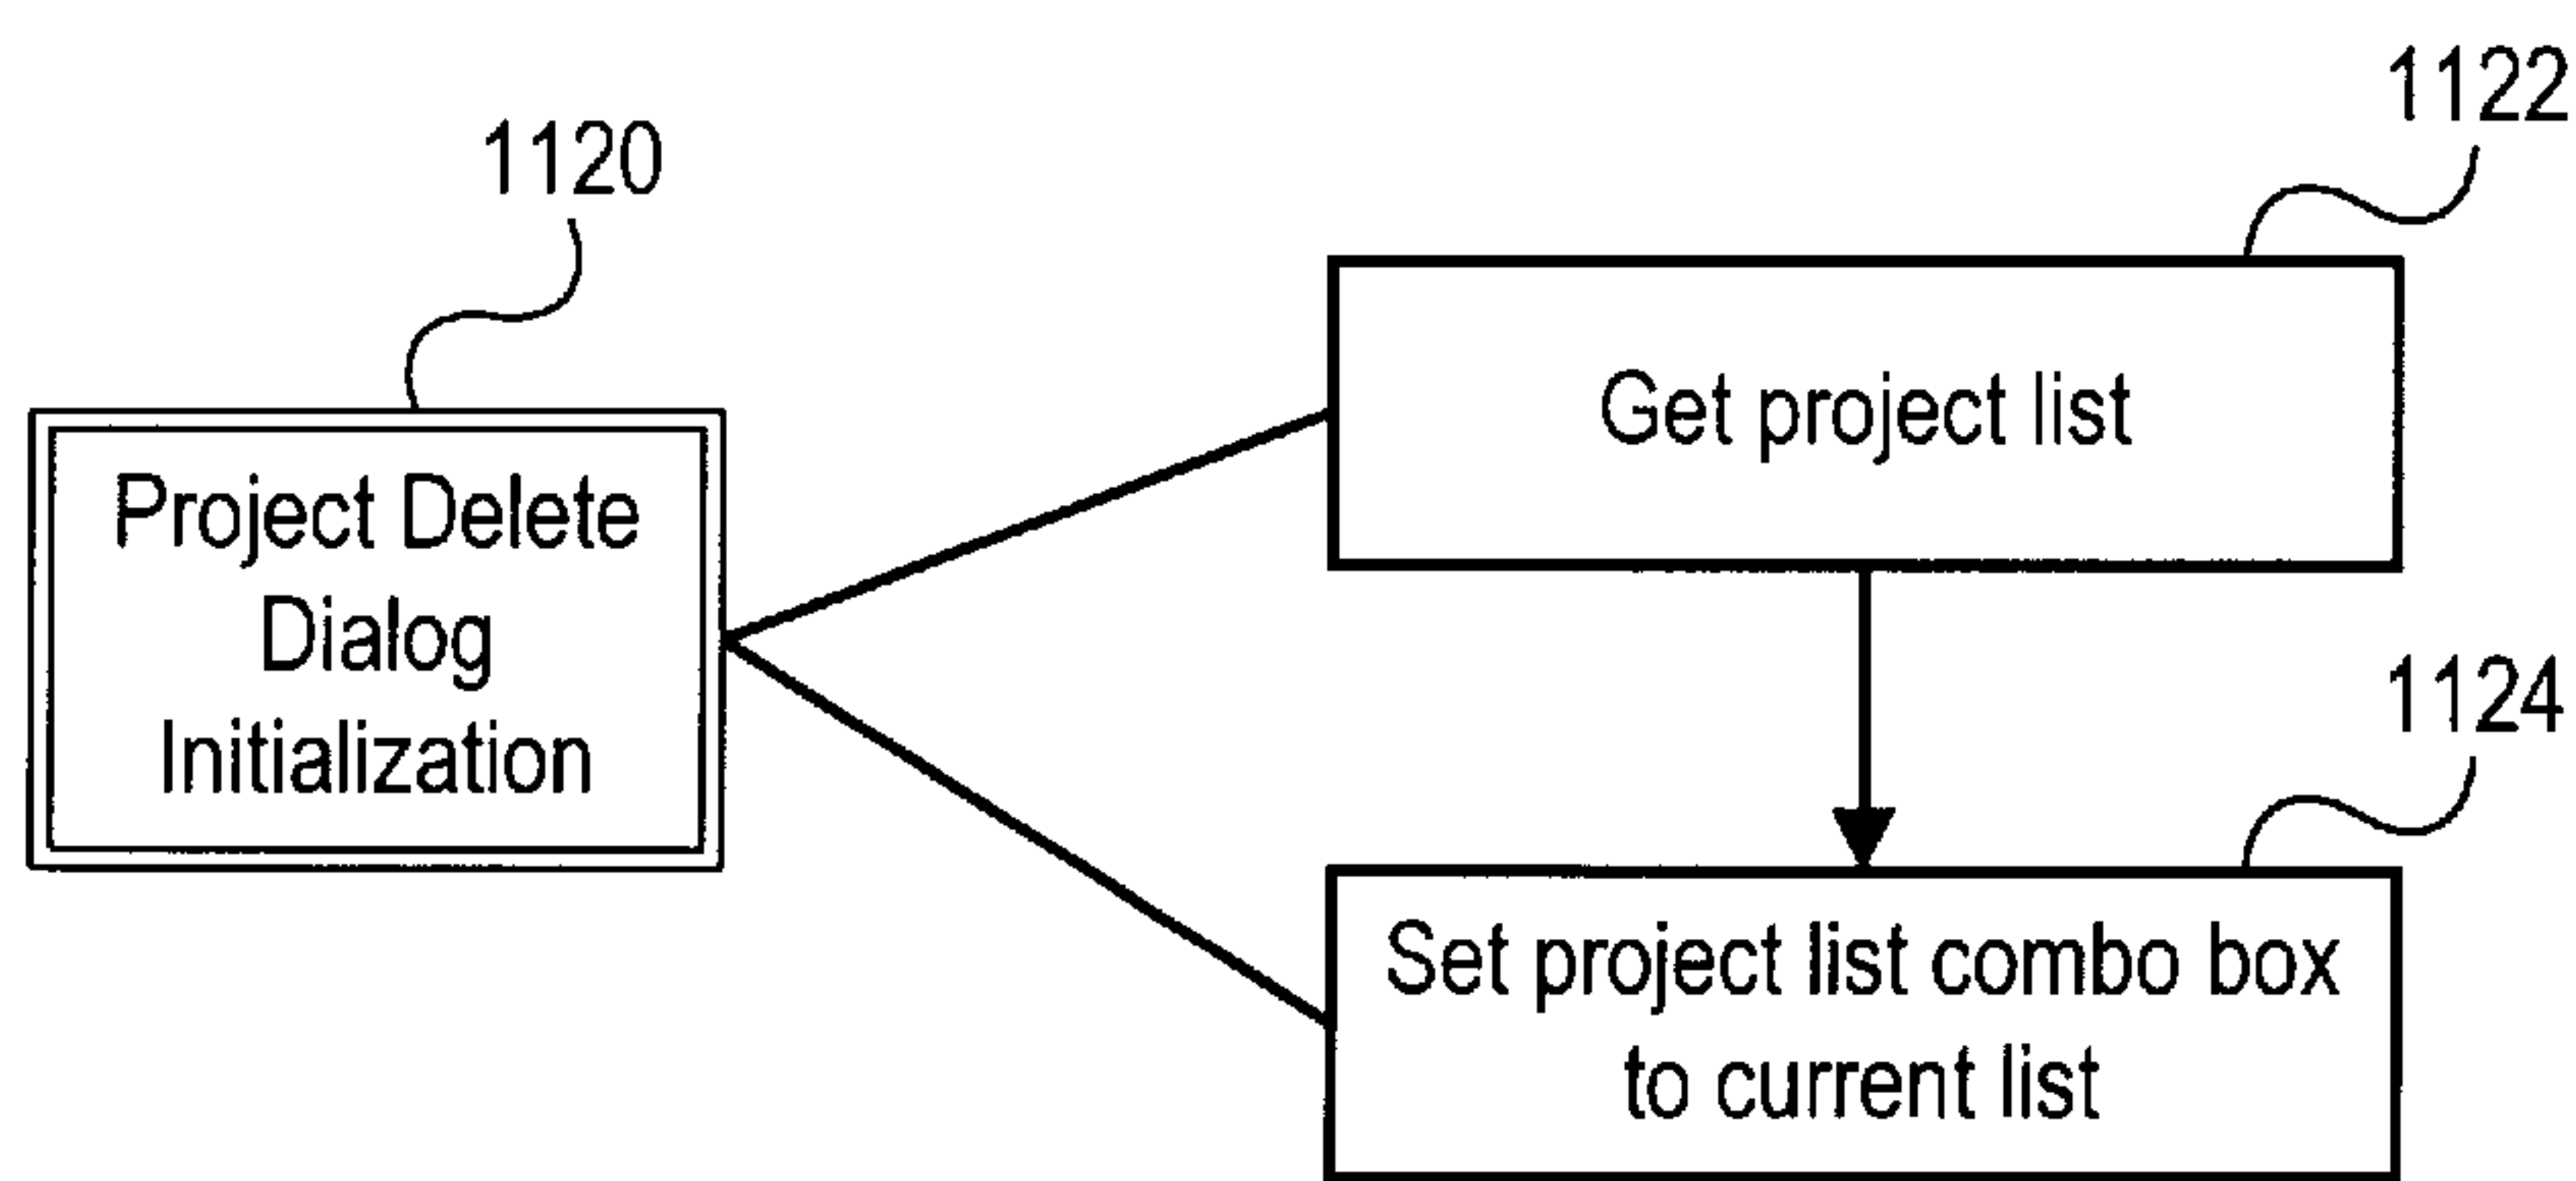 1120
Project Delete
Dialog
Initialization
1122
Get project list
1124
Set project list combo box
to current list